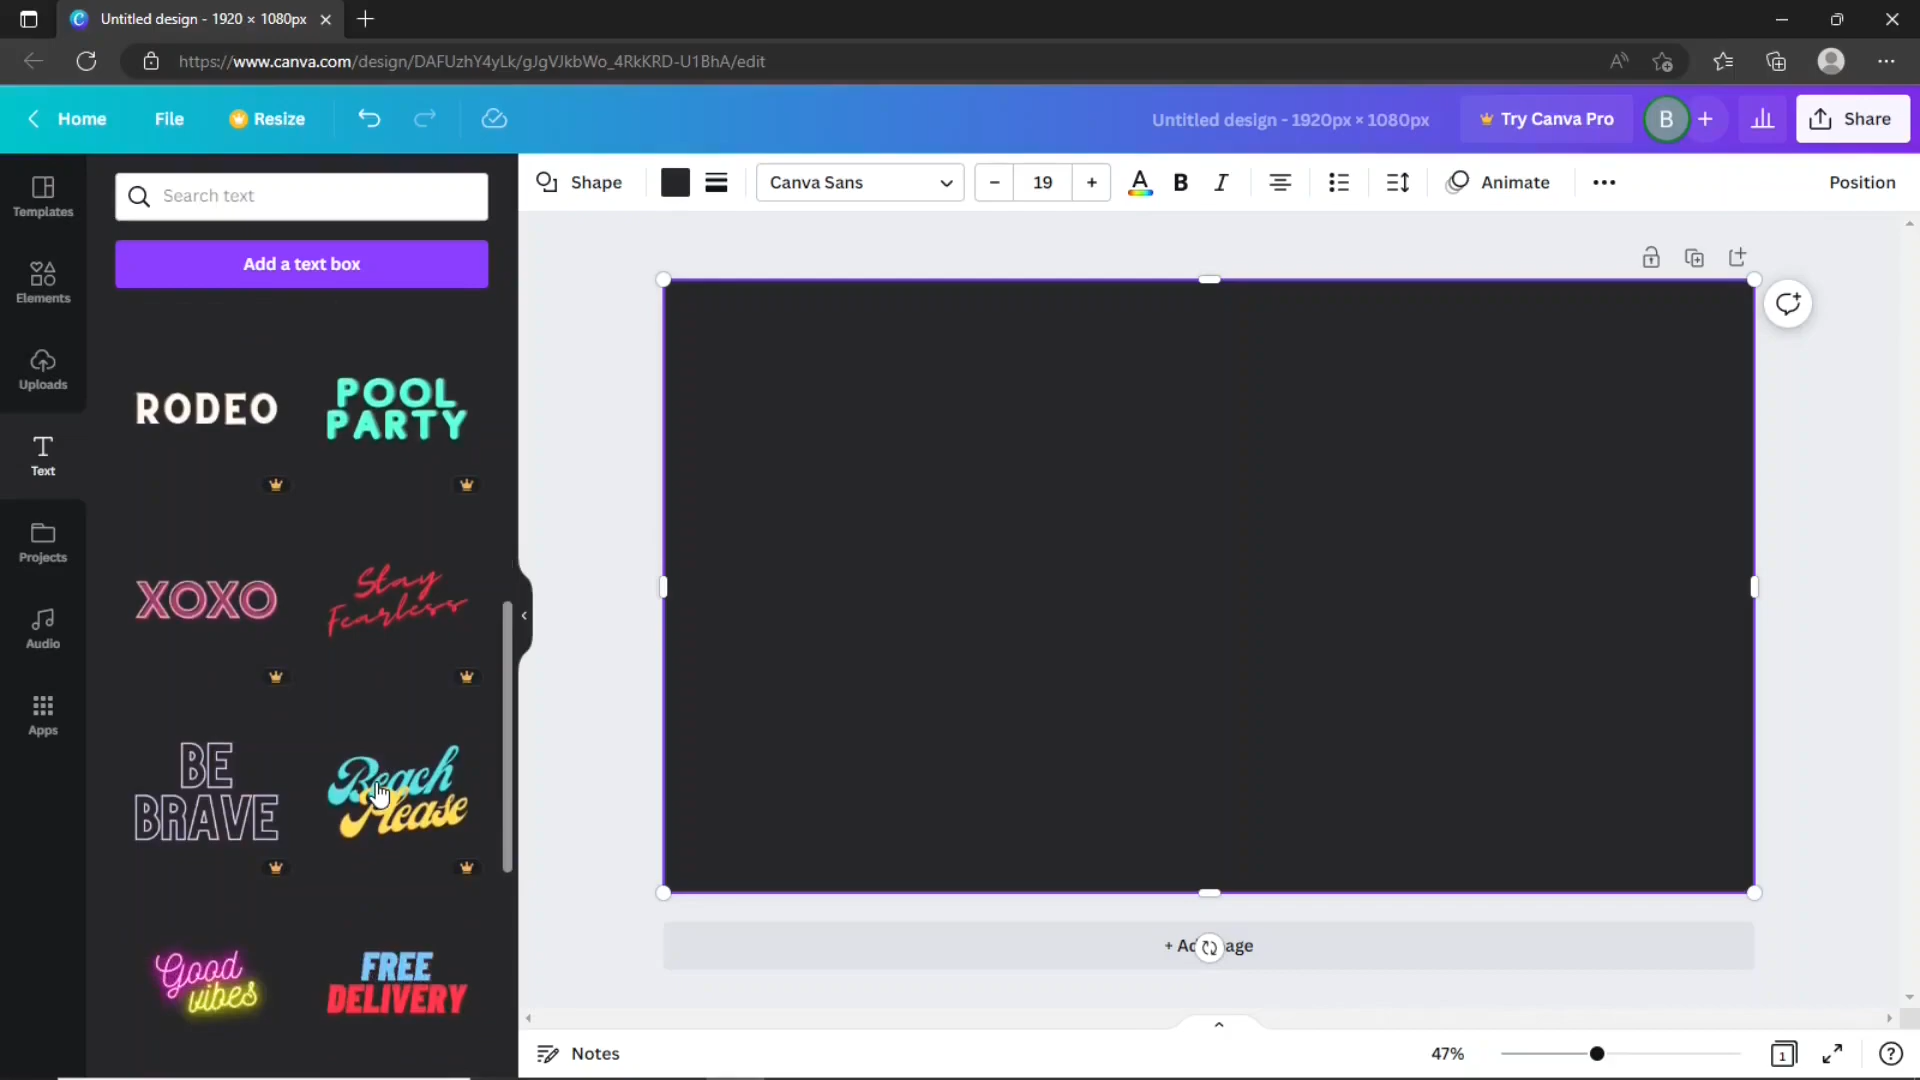 Untitled design - 1920 × 1080px
https://www.canva.com/design/DAFUzhY4yLk/gJgVJkbWo_4RkKRD-U1BhA/edit
Home File Resize Untitled design - 1920px × 1080px Try Canva Pro B + Share
Templates
Elements
Uploads
Text
Projects
Audio
Apps
Search text
Add a text box
RODEO
POOL
PARTY
XOXO
Stay
Fearless
BE
BRAVE
Beach
Please
Good
vibes
FREE
DELIVERY
Shape Canva Sans - 19 + A B I Animate Position
Notes 47% 1 ?